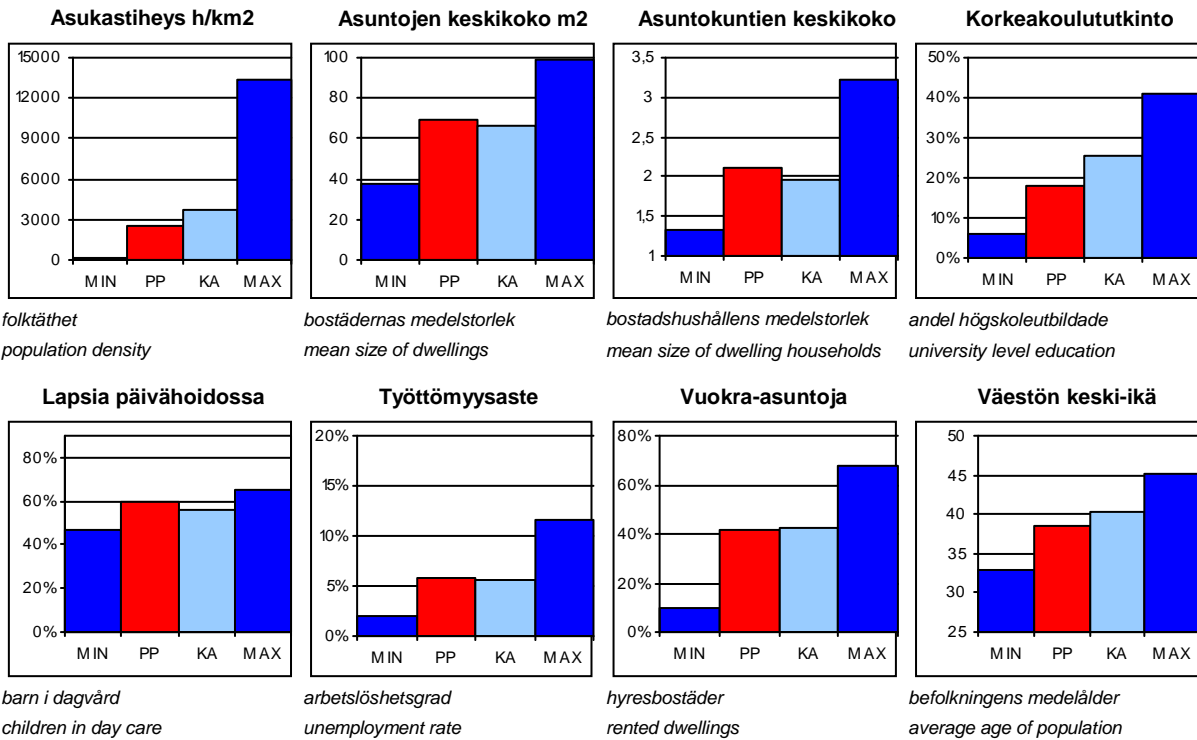 Asukastiheys h/km2
15000
12000
9000
6000
3000
0
MIN PP KA MAX
folktäthet
population density
Asuntojen keskikoko m2
100
80
60
40
20
0
MIN PP KA MAX
bostädernas medelstorlek
mean size of dwellings
Asuntokuntien keskikoko
3,5
3
2,5
2
1,5
1
MIN PP KA MAX
bostadshushållens medelstorlek
mean size of dwelling households
Korkeakoulututkinto
50%
40%
30%
20%
10%
0%
MIN PP KA MAX
andel högskoleutbildade
university level education
Lapsia päivähoidossa
80%
60%
40%
20%
0%
MIN PP KA MAX
barn i dagvård
children in day care
Työttömyysaste
20%
15%
10%
5%
0%
MIN PP KA MAX
arbetslöshetsgrad
unemployment rate
Vuokra-asuntoja
80%
60%
40%
20%
0%
MIN PP KA MAX
hyresbostäder
rented dwellings
Väestön keski-ikä
50
45
40
35
30
25
MIN PP KA MAX
befolkningens medelålder
average age of population